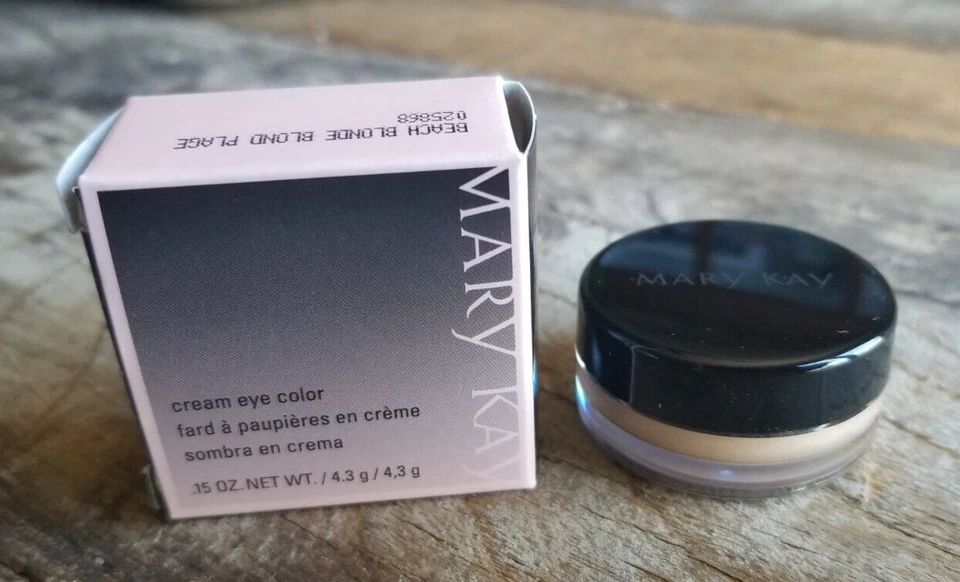 BEACH BLONDE BLOND PLAGE
025868
MARY KAY
cream eye color
fard à paupières en crème
sombra en crema
.15 OZ. NET WT. / 4.3 g / 4,3 g
MARY KAY